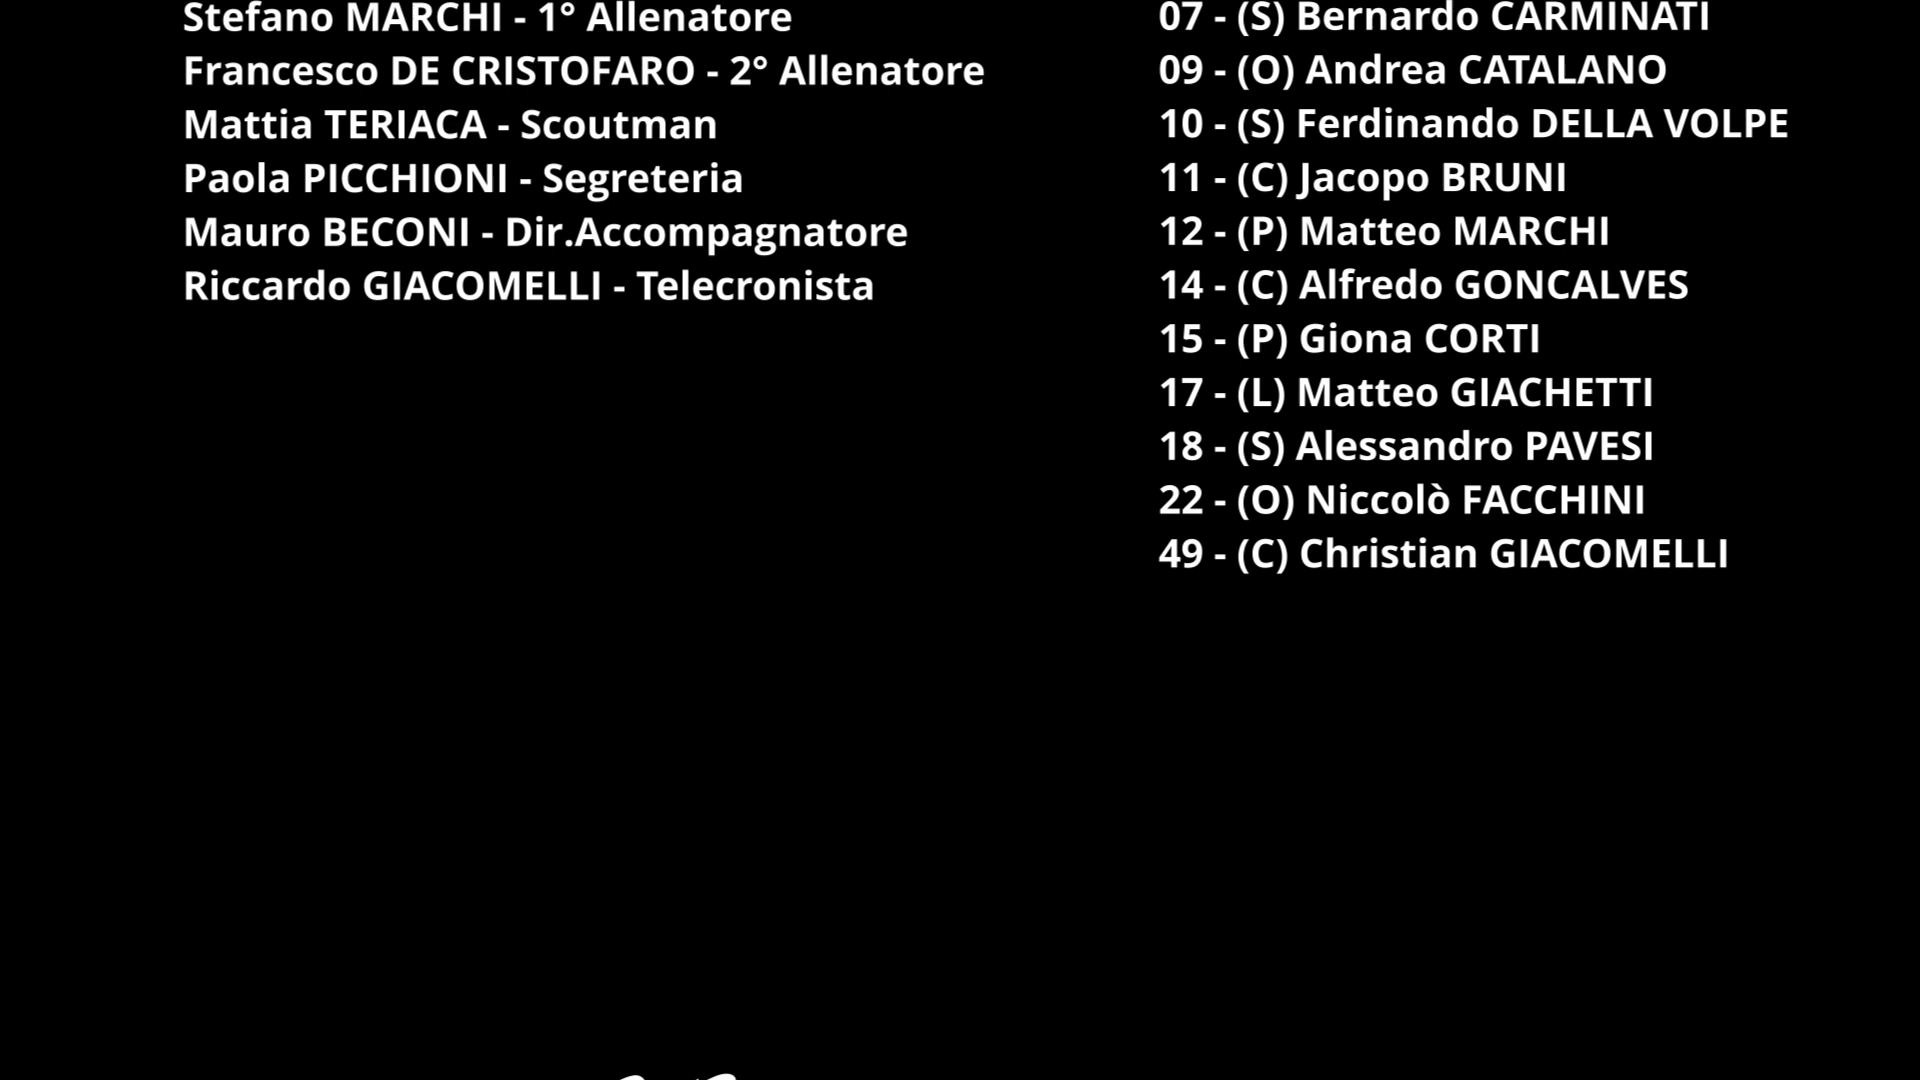 Stefano MARCHI - 1° Allenatore
Francesco DE CRISTOFARO - 2° Allenatore
Mattia TERIACA - Scoutman
Paola PICCHIONI - Segreteria
Mauro BECONI - Dir.Accompagnatore
Riccardo GIACOMELLI - Telecronista
07 - (S) Bernardo CARMINATI
09 - (O) Andrea CATALANO
10 - (S) Ferdinando DELLA VOLPE
11 - (C) Jacopo BRUNI
12 - (P) Matteo MARCHI
14 - (C) Alfredo GONCALVES
15 - (P) Giona CORTI
17 - (L) Matteo GIACHETTI
18 - (S) Alessandro PAVESI
22 - (O) Niccolò FACCHINI
49 - (C) Christian GIACOMELLI